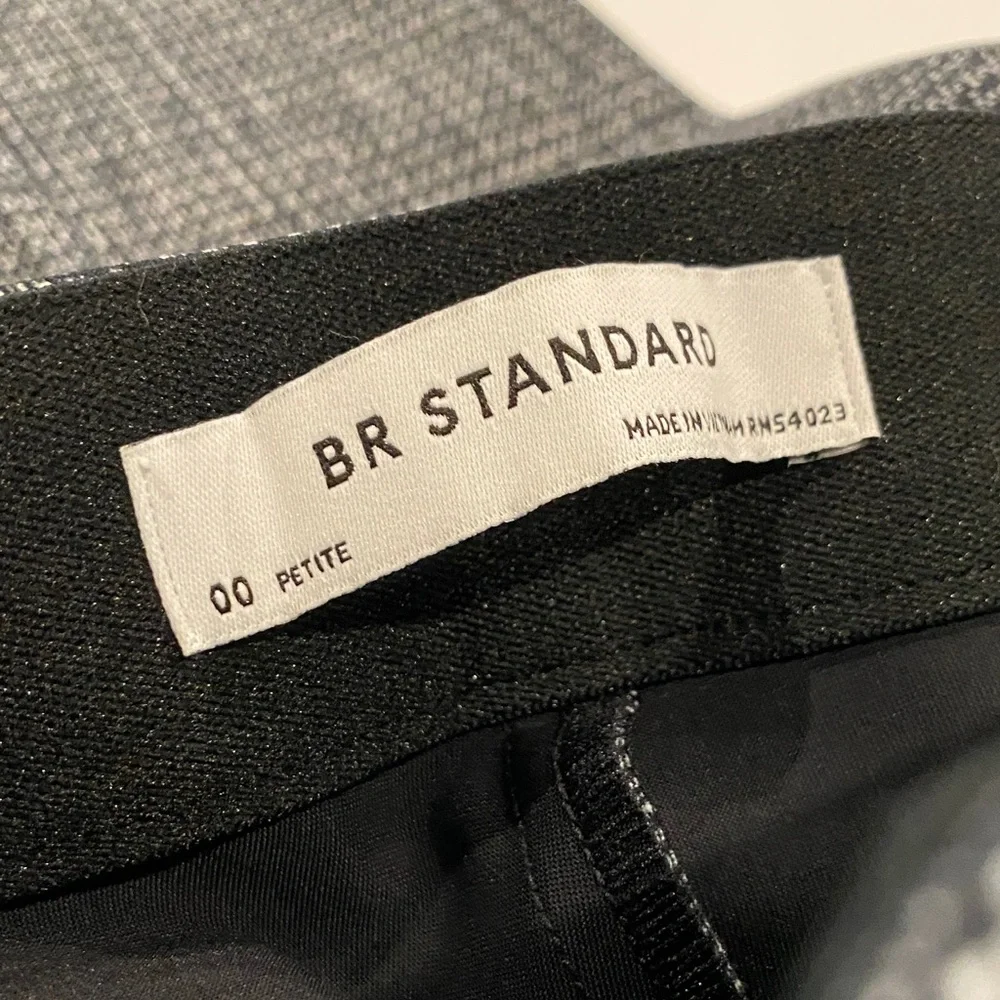 BR STANDARD
MADE IN VIETNAM RN54023
00 PETITE